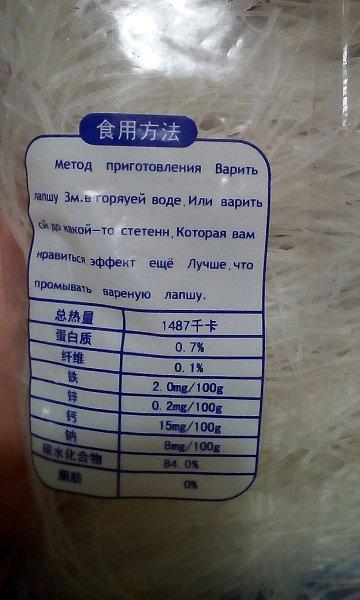 食用方法
Метод приготовления Варить
лапшу 3м.в горяуей воде,Или варить
ей до какой—то стетенн,Которая вам
нравиться эффект ещё Лучше,что
промывать вареную лапшу.
总热量 1487千卡
蛋白质 0.7%
纤维 0.1%
铁 2.0mg/100g
锌 0.2mg/100g
钙 15mg/100g
钠 8mg/100g
碳水化合物 84.0%
脂肪 0%